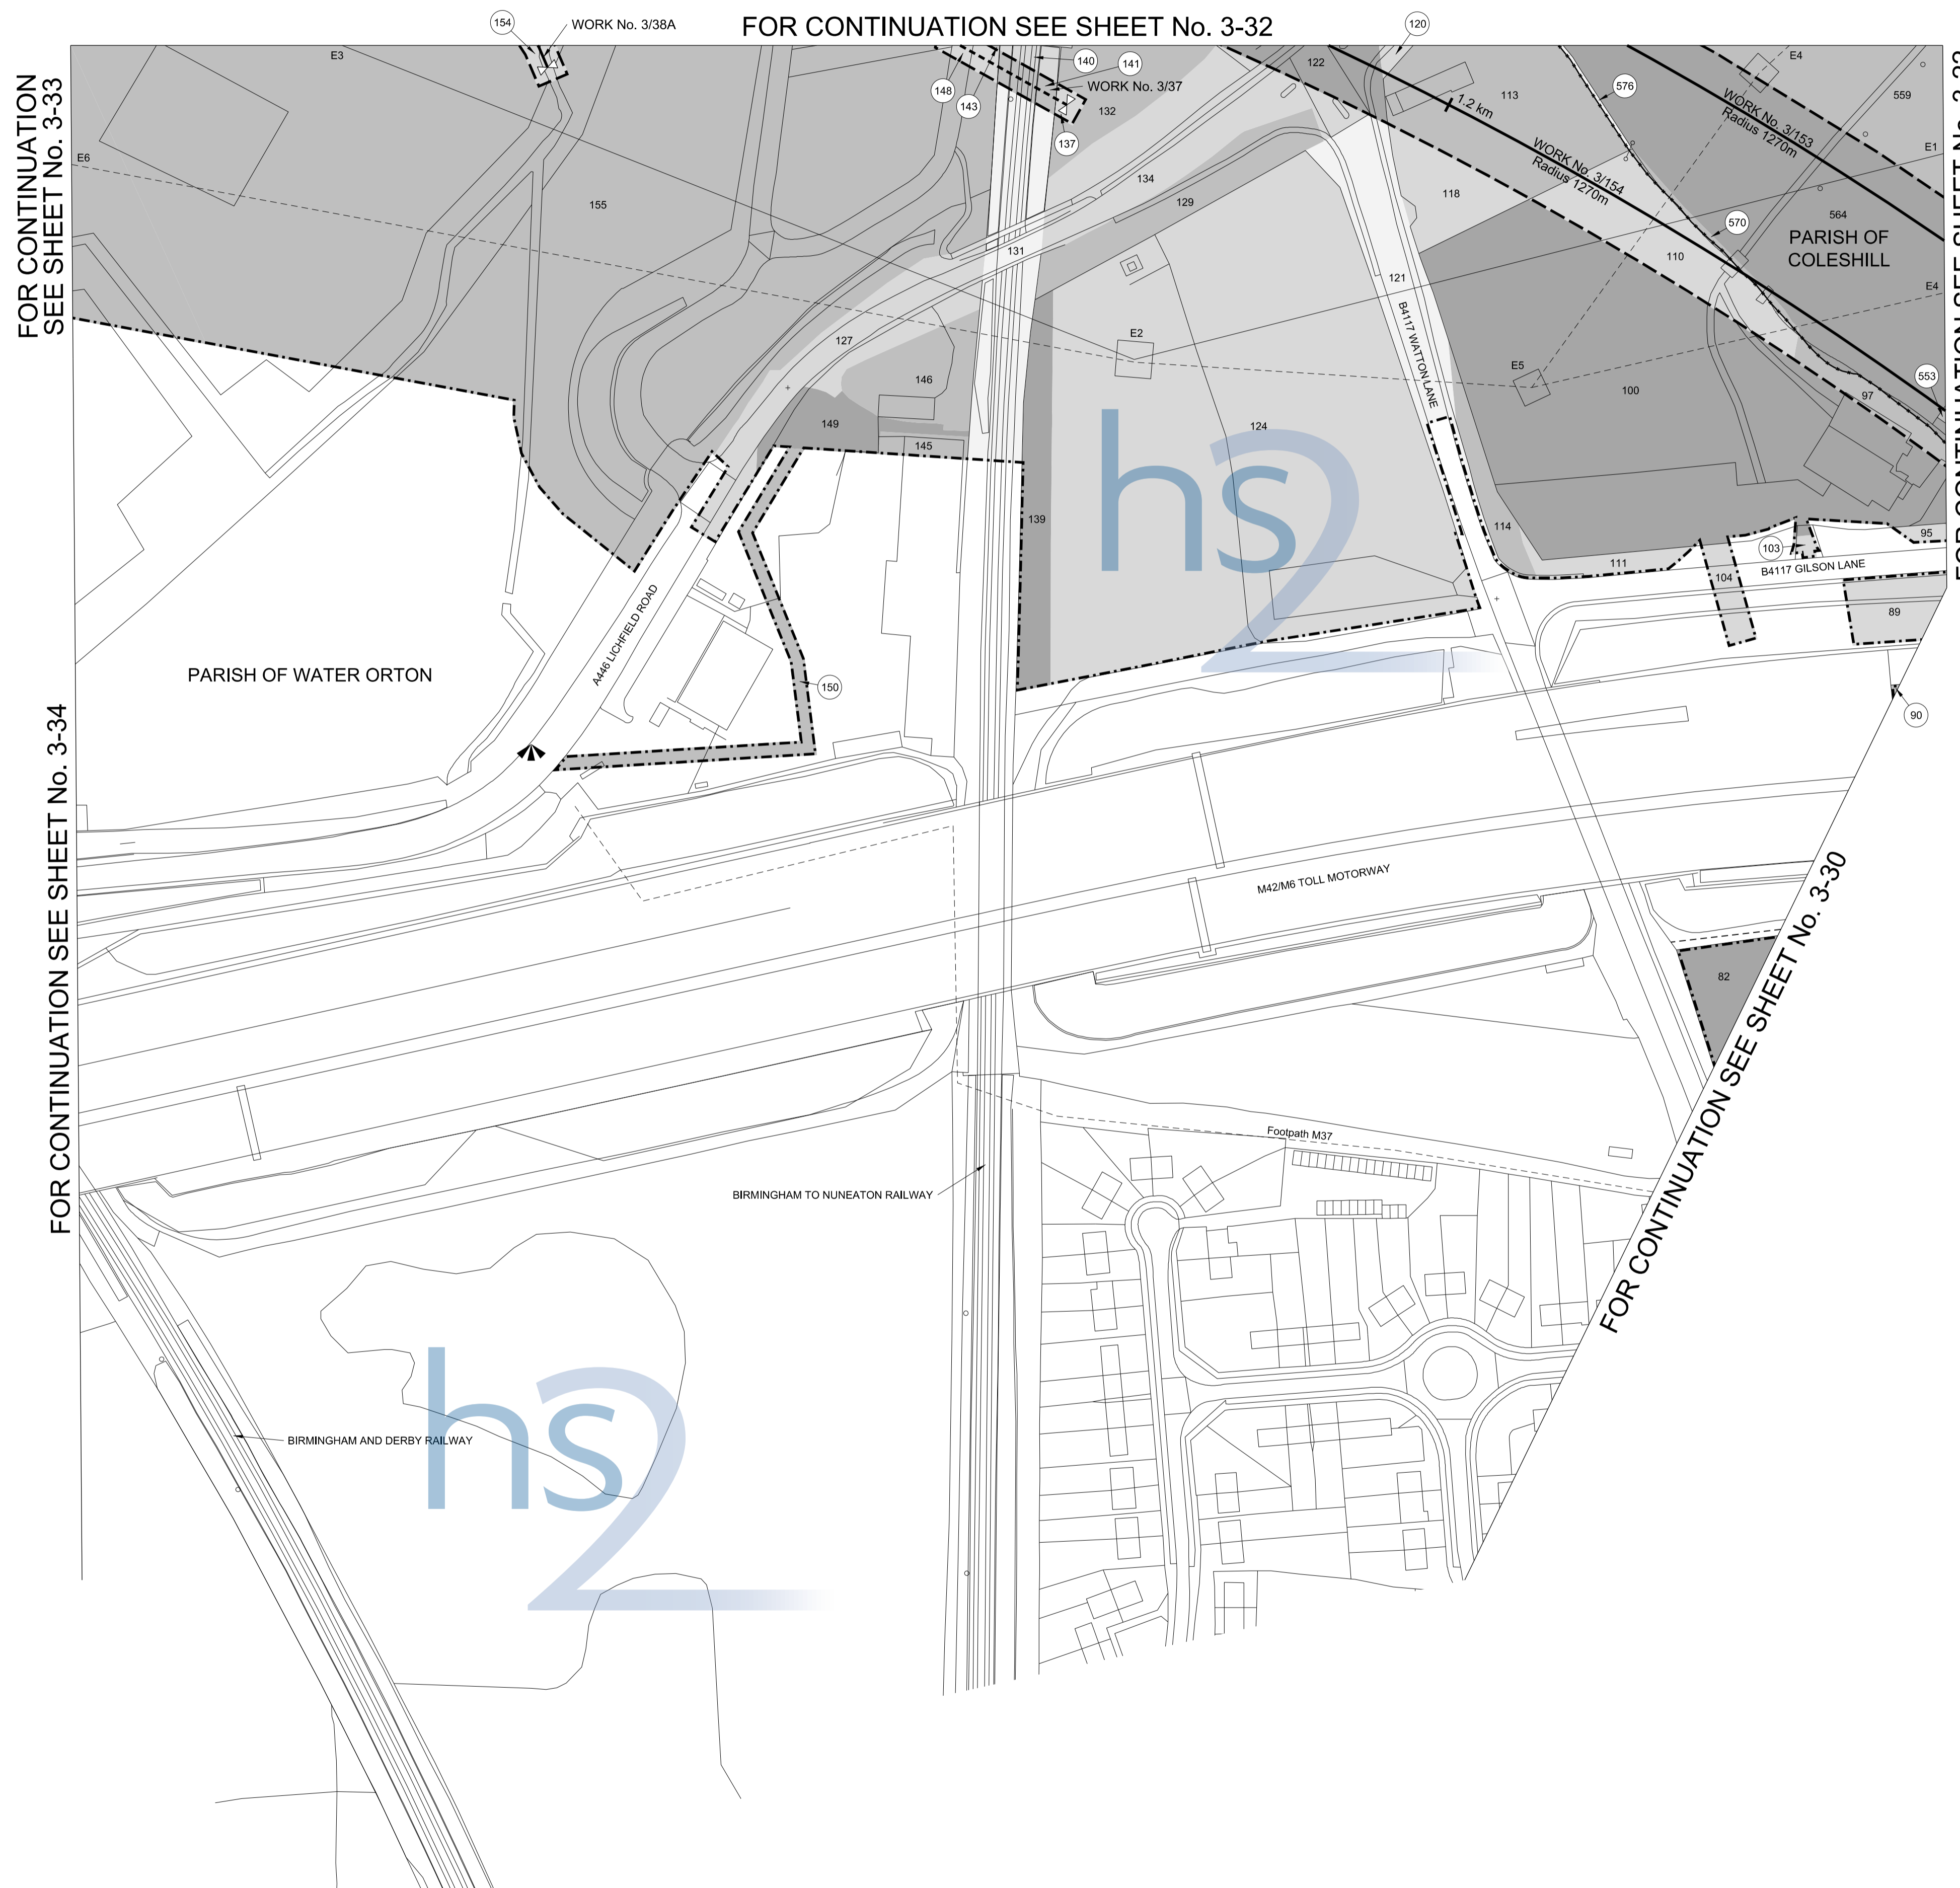 FOR CONTINUATION SEE SHEET No. 3-32
154
WORK No. 3/38A
120
FOR CONTINUATION
SEE SHEET No. 3-33
E3
E6
155
148
143
140
141
WORK No. 3/37
132
137
122
1.2 km
113
576
E4
559
WORK No. 3/153
Radius 1270m
WORK No. 3/154
Radius 1270m
E1
134
129
118
131
121
570
564
PARISH OF
COLESHILL
110
E4
127
E2
B4117 WATTON LANE
E5
100
553
97
146
149
145
124
hs2
139
114
111
103
104
95
B4117 GILSON LANE
89
90
A446 LICHFIELD ROAD
PARISH OF WATER ORTON
150
FOR CONTINUATION SEE SHEET No. 3-34
M42/M6 TOLL MOTORWAY
82
FOR CONTINUATION SEE SHEET No. 3-30
Footpath M37
BIRMINGHAM TO NUNEATON RAILWAY
BIRMINGHAM AND DERBY RAILWAY
hs2